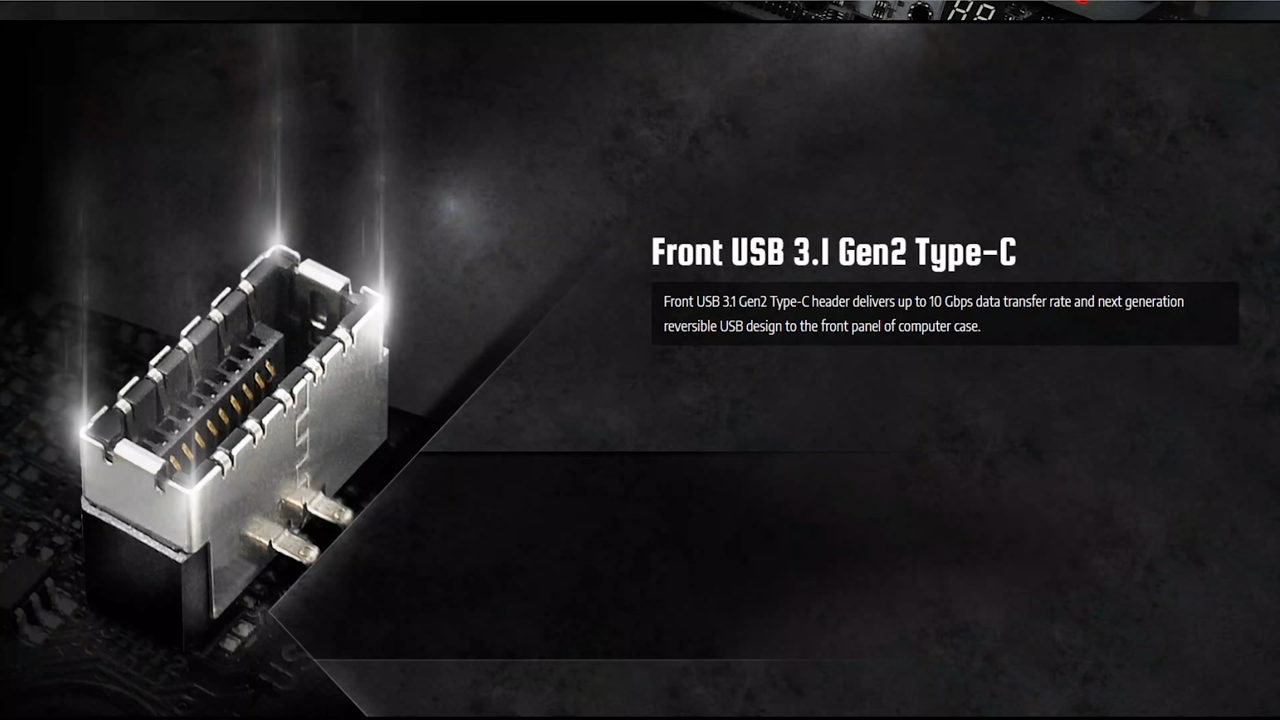 Front USB 3.1 Gen2 Type-C
Front USB 3.1 Gen2 Type-C header delivers up to 10 Gbps data transfer rate and next generation
reversible USB design to the front panel of computer case.